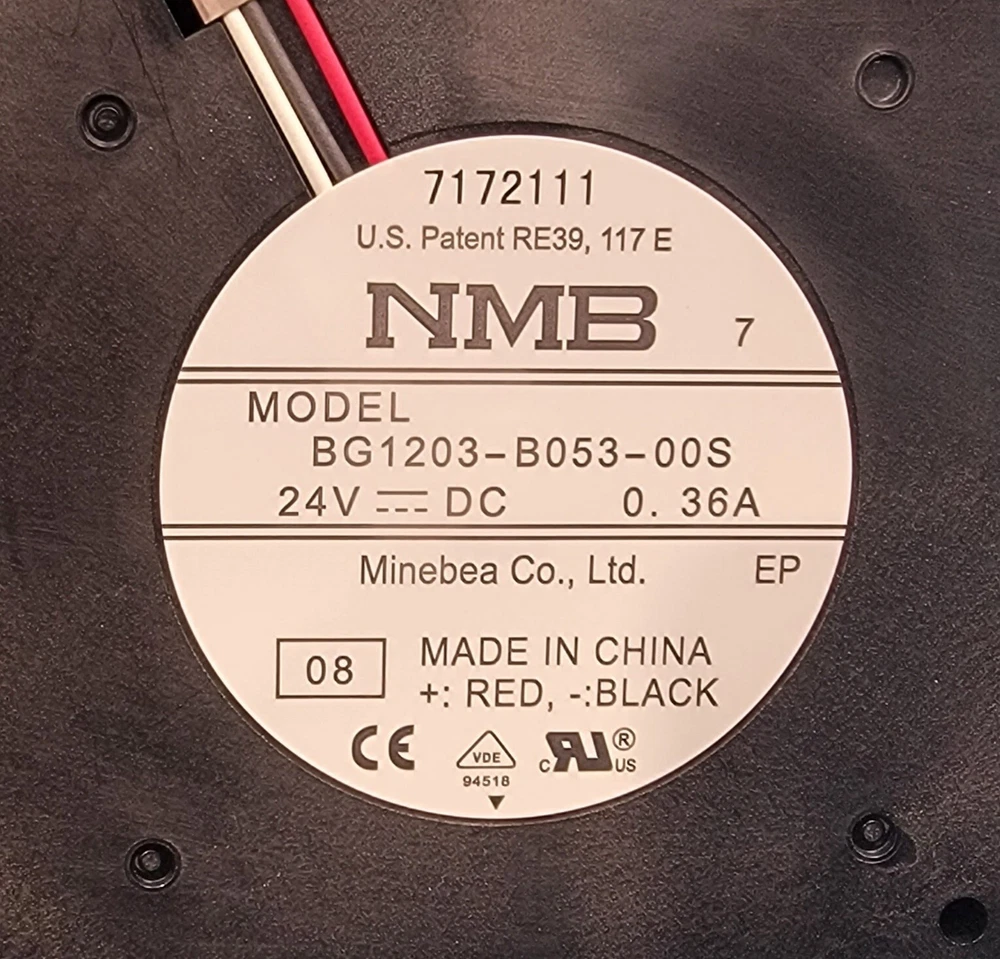 7172111
U.S. Patent RE39, 117 E
NMB 7
MODEL
BG1203-B053-00S
24V ⎓ DC 0. 36A
Minebea Co., Ltd. EP
08 MADE IN CHINA
+: RED, -:BLACK
CE VDE c RU ® US
94518